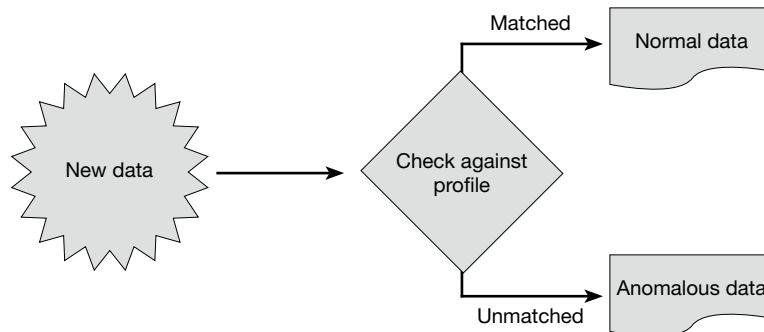 New data
Check against
profile
Matched
Normal data
Unmatched
Anomalous data